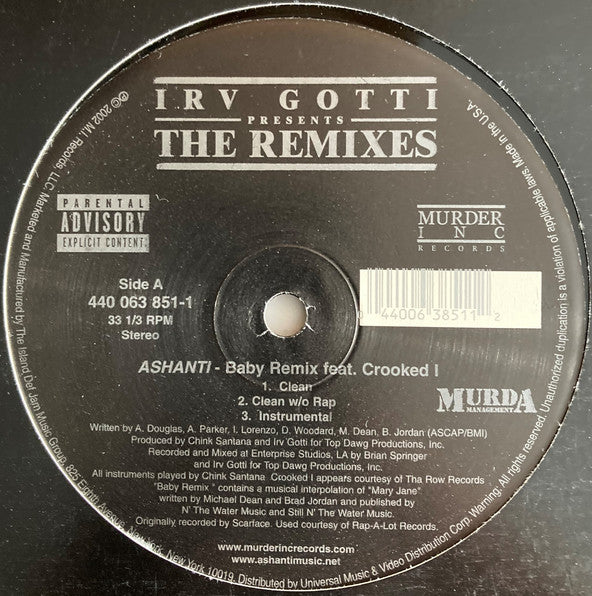 IRV GOTTI
PRESENTS
THE REMIXES
PARENTAL
ADVISORY
EXPLICIT CONTENT
MURDER
INC
RECORDS
Side A
440 063 851-1
33 1/3 RPM
Stereo
0 44006 38511 2
ASHANTI - Baby Remix feat. Crooked I
1. Clean
2. Clean w/o Rap
3. Instrumental
MURDA
MANAGEMENT
Written by A. Douglas, A. Parker, I. Lorenzo, D. Woodard, M. Dean, B. Jordan (ASCAP/BMI)
Produced by Chink Santana and Irv Gotti for Top Dawg Productions, Inc.
Recorded and Mixed at Enterprise Studios, LA by Brian Springer
and Irv Gotti for Top Dawg Productions, Inc.
All instruments played by Chink Santana Crooked I appears courtesy of Tha Row Records
"Baby Remix" contains a musical interpolation of "Mary Jane"
written by Michael Dean and Brad Jordan and published by
N' The Water Music and Still N' The Water Music.
Originally recorded by Scarface. Used courtesy of Rap-A-Lot Records.
www.murderincrecords.com
www.ashantimusic.net
℗© 2002 M.I. Records, LLC. Marketed and Manufactured by The Island Def Jam Music Group, 825 Eighth Avenue, New York, New York 10019. Distributed by Universal Music & Video Distribution Corp. Warning: All rights reserved. Unauthorized duplication is a violation of applicable laws. Made in the U.S.A.